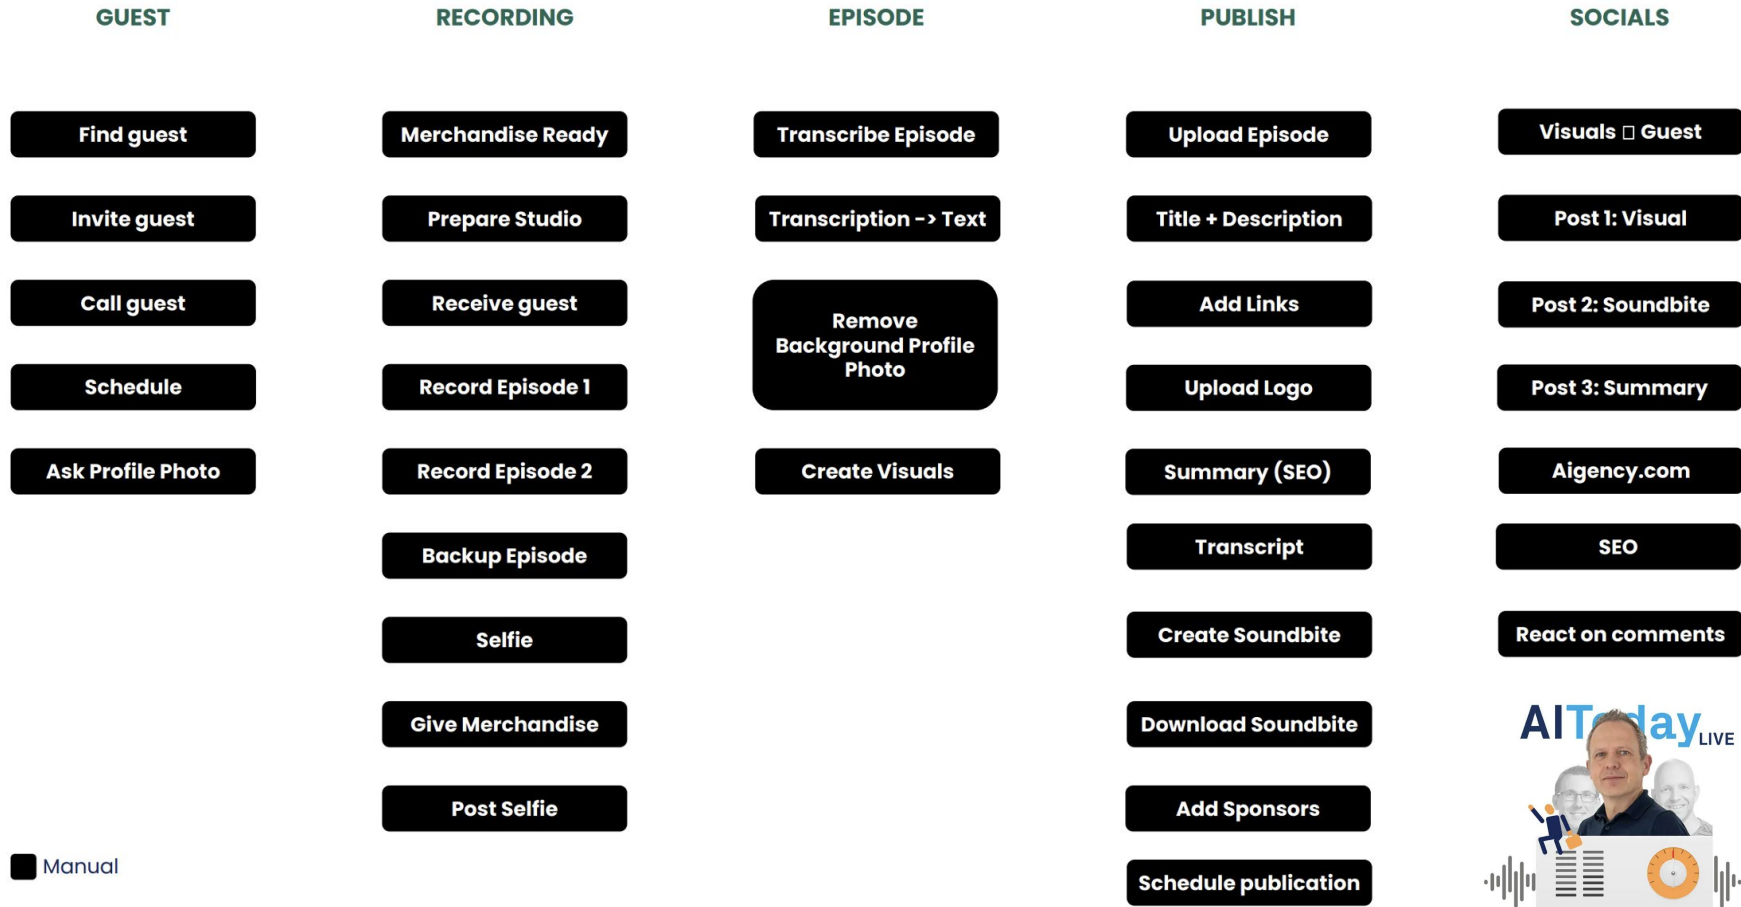 GUEST
Find guest
Invite guest
Call guest
Schedule
Ask Profile Photo
RECORDING
Merchandise Ready
Prepare Studio
Receive guest
Record Episode 1
Record Episode 2
Backup Episode
Selfie
Give Merchandise
Post Selfie
EPISODE
Transcribe Episode
Transcription -> Text
Remove
Background Profile
Photo
Create Visuals
PUBLISH
Upload Episode
Title + Description
Add Links
Upload Logo
Summary (SEO)
Transcript
Create Soundbite
Download Soundbite
Add Sponsors
Schedule publication
SOCIALS
Visuals □ Guest
Post 1: Visual
Post 2: Soundbite
Post 3: Summary
Aigency.com
SEO
React on comments
AIToday LIVE
Manual